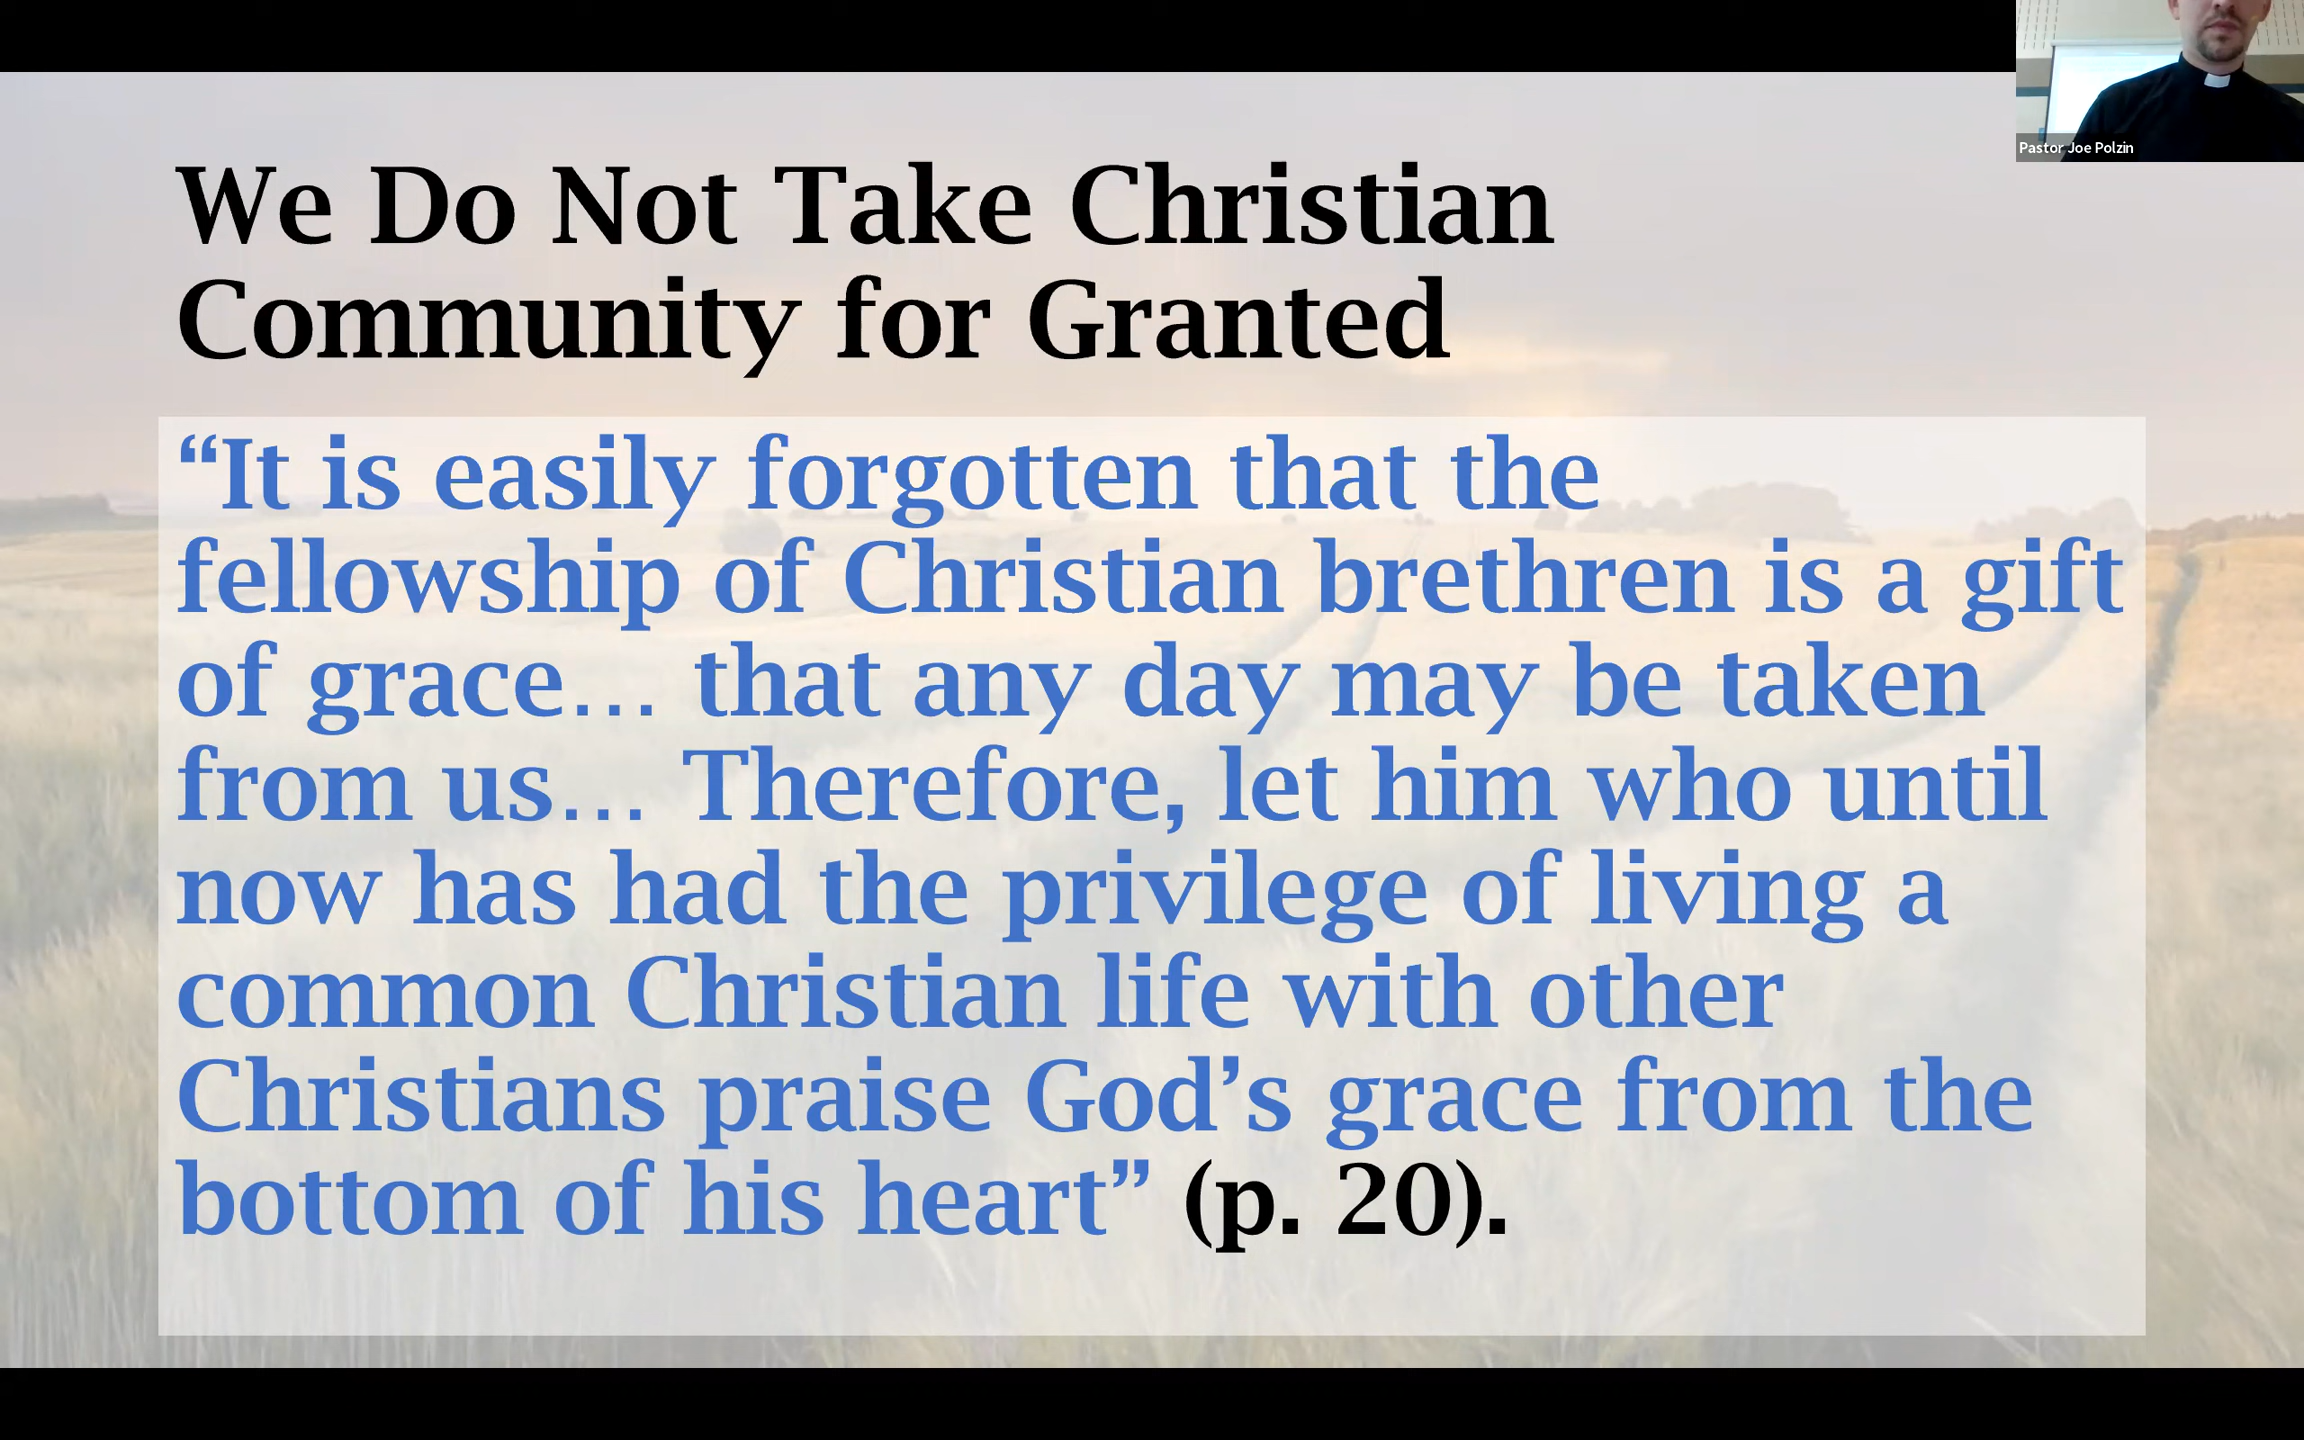 Pastor Joe Polzin
We Do Not Take Christian
Community for Granted
“It is easily forgotten that the
fellowship of Christian brethren is a gift
of grace… that any day may be taken
from us… Therefore, let him who until
now has had the privilege of living a
common Christian life with other
Christians praise God’s grace from the
bottom of his heart” (p. 20).